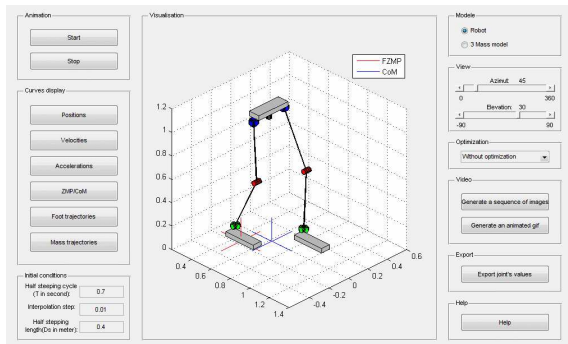 Animation
Start
Stop
Curves display
Positions
Velocities
Accelerations
ZMP/CoM
Foot trajectories
Mass trajectories
Initial conditions
Half steeping cycle
(T in second): 0.7
Interpolation step: 0.01
Half stepping
length(Ds in meter): 0.4
Visualisation
FZMP
CoM
1.2
1
0.8
0.6
0.4
0.2
0
0.4
0.6
0.8
1
1.2
1.4
-0.4
-0.2
0
0.2
0.4
0.6
Modele
Robot
3 Mass model
View
Azimut: 45
0 360
Elevation: 30
-90 90
Optimization
Without optimization
Video
Generate a sequence of images
Generate an animated gif
Export
Export joint's values
Help
Help